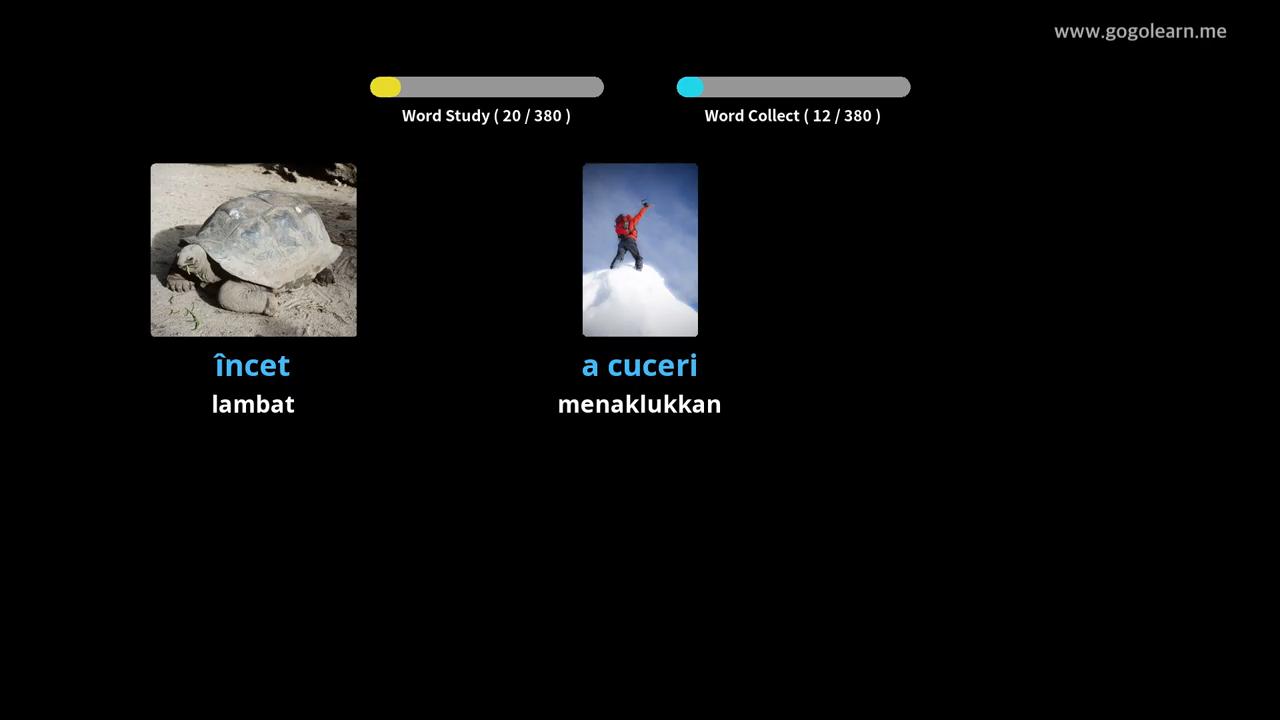 www.gogolearn.me
Word Study ( 20 / 380 )
Word Collect ( 12 / 380 )
încet
lambat
a cuceri
menaklukkan